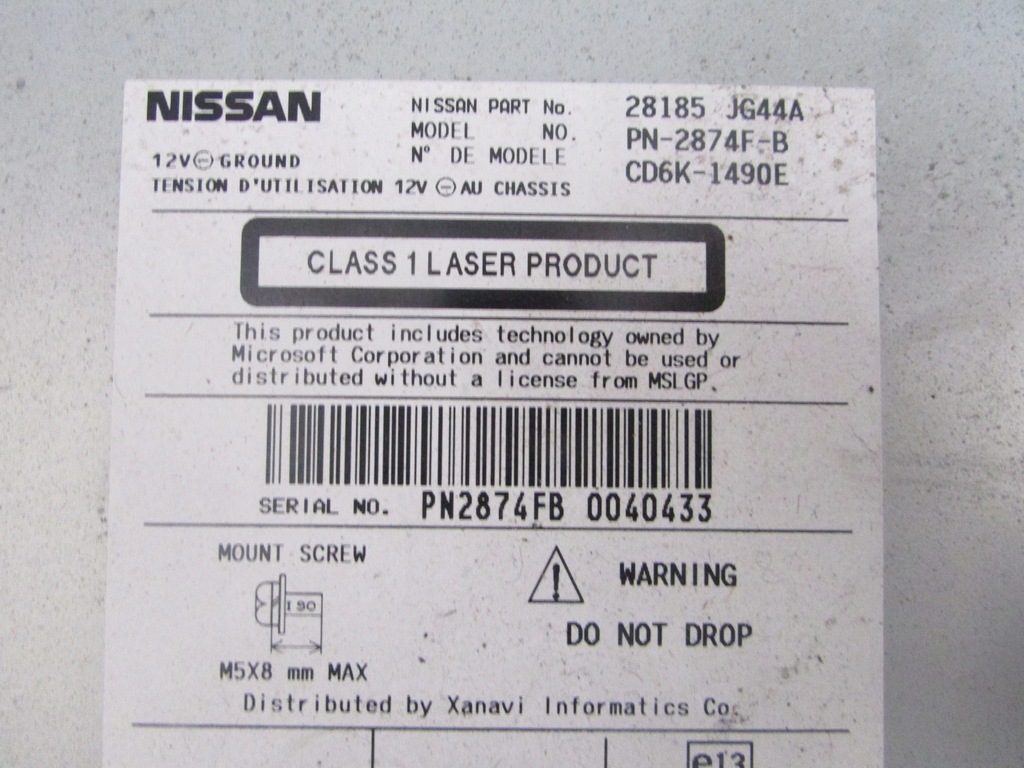 NISSAN
NISSAN PART No. 28185 JG44A
MODEL NO. PN-2874F-B
N° DE MODELE CD6K-1490E
12V ⊖ GROUND
TENSION D'UTILISATION 12V ⊖ AU CHASSIS
CLASS 1 LASER PRODUCT
This product includes technology owned by
Microsoft Corporation and cannot be used or
distributed without a license from MSLGP.
SERIAL NO. PN2874FB 0040433
MOUNT SCREW
ISO
M5X8 mm MAX
WARNING
DO NOT DROP
Distributed by Xanavi Informatics Co.
e13